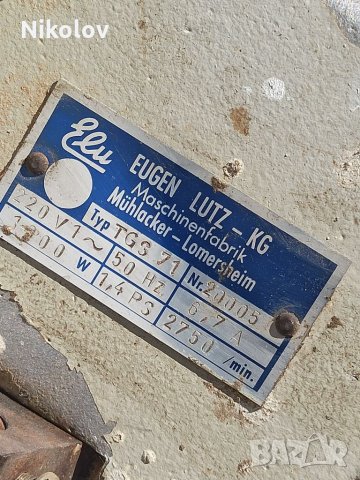 Nikolov
Elu
EUGEN LUTZ - KG
Maschinenfabrik
Mühlacker - Lomersheim
Typ TGS 71 Nr. 20005
220 V 1~ 50 Hz 6,7 A
W 1,4 PS 2750 /min.
BAZAR